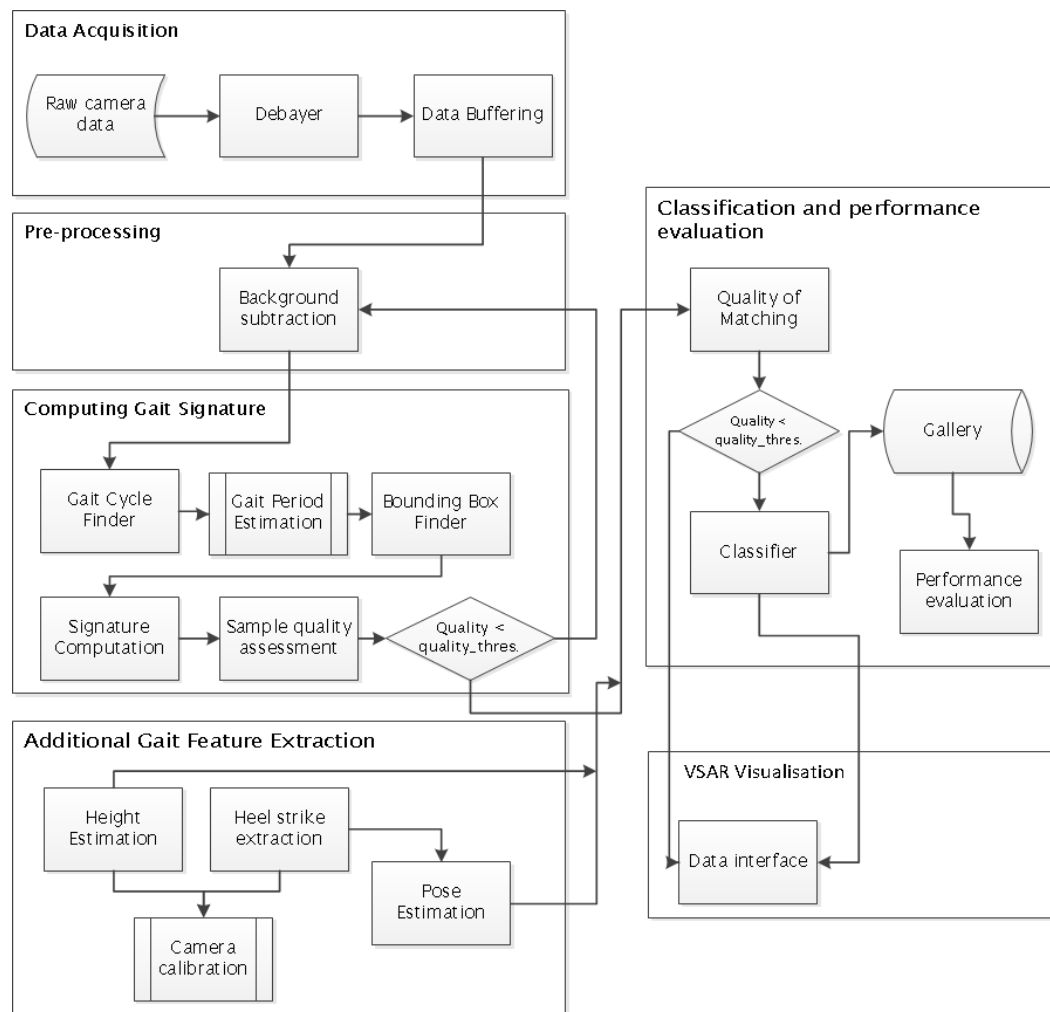 Data Acquisition
Raw camera
data
Debayer
Data Buffering
Pre-processing
Background
subtraction
Computing Gait Signature
Gait Cycle
Finder
Gait Period
Estimation
Bounding Box
Finder
Signature
Computation
Sample quality
assessment
Quality <
quality_thres.
Additional Gait Feature Extraction
Height
Estimation
Heel strike
extraction
Pose
Estimation
Camera
calibration
Classification and performance
evaluation
Quality of
Matching
Quality <
quality_thres.
Gallery
Classifier
Performance
evaluation
VSAR Visualisation
Data interface